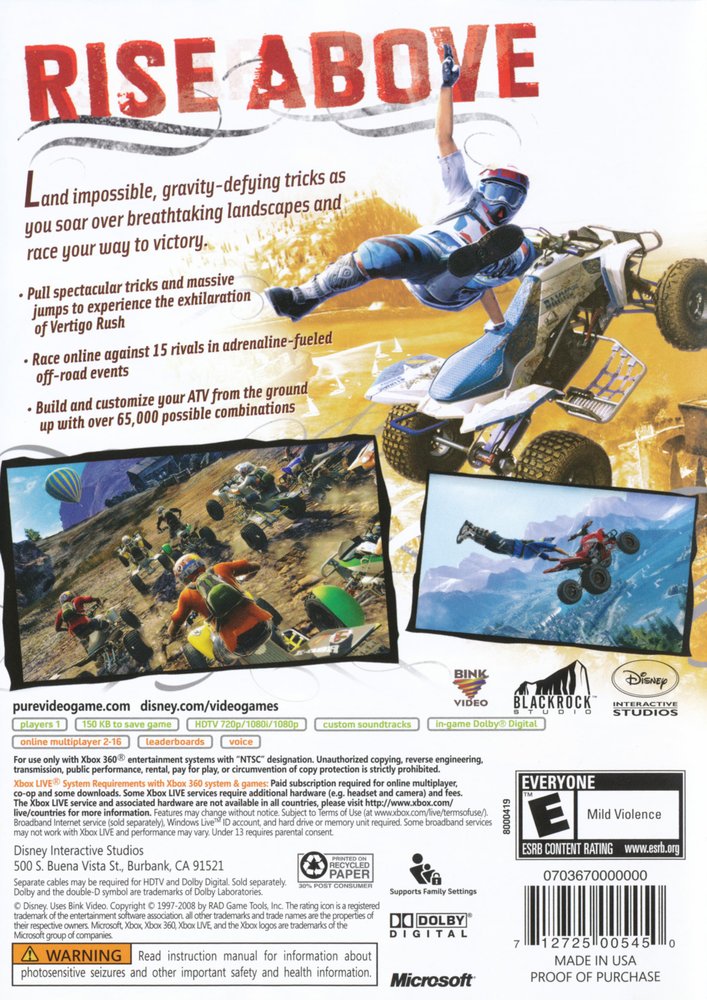 RISE ABOVE
Land impossible, gravity-defying tricks as
you soar over breathtaking landscapes and
race your way to victory.
• Pull spectacular tricks and massive
jumps to experience the exhilaration
of Vertigo Rush
• Race online against 15 rivals in adrenaline-fueled
off-road events
• Build and customize your ATV from the ground
up with over 65,000 possible combinations
BINK
VIDEO
BLACKROCK™
STUDIO
Disney
INTERACTIVE
STUDIOS
purevideogame.com disney.com/videogames
players 1
150 KB to save game
HDTV 720p/1080i/1080p
custom soundtracks
in-game Dolby® Digital
online multiplayer 2-16
leaderboards
voice
For use only with Xbox 360® entertainment systems with "NTSC" designation. Unauthorized copying, reverse engineering,
transmission, public performance, rental, pay for play, or circumvention of copy protection is strictly prohibited.
Xbox LIVE® System Requirements with Xbox 360 system & games: Paid subscription required for online multiplayer,
co-op and some downloads. Some Xbox LIVE services require additional hardware (e.g. headset and camera) and fees.
The Xbox LIVE service and associated hardware are not available in all countries, please visit http://www.xbox.com/
live/countries for more information. Features may change without notice. Subject to Terms of Use (at www.xbox.com/live/termsofuse/).
Broadband Internet service (sold separately), Windows Live™ ID account, and hard drive or memory unit required. Some broadband services
may not work with Xbox LIVE and performance may vary. Under 13 requires parental consent.
Disney Interactive Studios
500 S. Buena Vista St., Burbank, CA 91521
Separate cables may be required for HDTV and Dolby Digital. Sold separately.
Dolby and the double-D symbol are trademarks of Dolby Laboratories.
© Disney. Uses Bink Video. Copyright © 1997-2008 by RAD Game Tools, Inc. The rating icon is a registered
trademark of the entertainment software association. all other trademarks and trade names are the properties of
their respective owners. Microsoft, Xbox, Xbox 360, Xbox LIVE, and the Xbox logos are trademarks of the
Microsoft group of companies.
PRINTED ON
RECYCLED
PAPER
30% POST CONSUMER
Supports Family Settings
DOLBY®
DIGITAL
Microsoft®
WARNING Read instruction manual for information about
photosensitive seizures and other important safety and health information.
8000419
EVERYONE
E
Mild Violence
ESRB CONTENT RATING www.esrb.org
0703670000000
7 12725 00545 0
MADE IN USA
PROOF OF PURCHASE